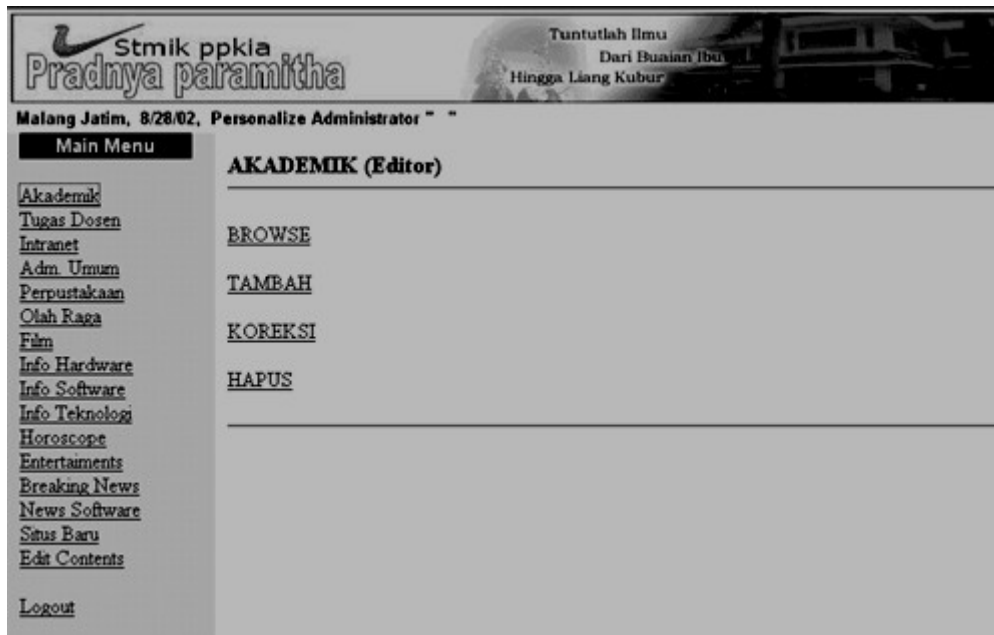 Stmik ppkia
Pradnya paramitha
Tuntutlah Ilmu
Dari Buaian Ibu
Hingga Liang Kubur
Malang Jatim, 8/28/02, Personalize Administrator " "
Main Menu
Akademik
Tugas Dosen
Intranet
Adm. Umum
Perpustakaan
Olah Raga
Film
Info Hardware
Info Software
Info Teknologi
Horoscope
Entertaiments
Breaking News
News Software
Situs Baru
Edit Contents
Logout
AKADEMIK (Editor)
BROWSE
TAMBAH
KOREKSI
HAPUS